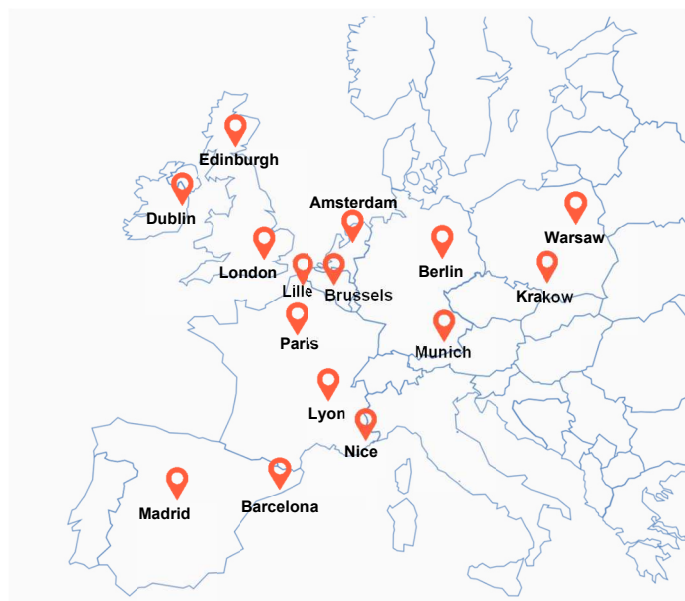 Edinburgh
Amsterdam
Dublin
Warsaw
London
Berlin
Lille
Brussels
Krakow
Paris
Munich
Lyon
Nice
Madrid
Barcelona